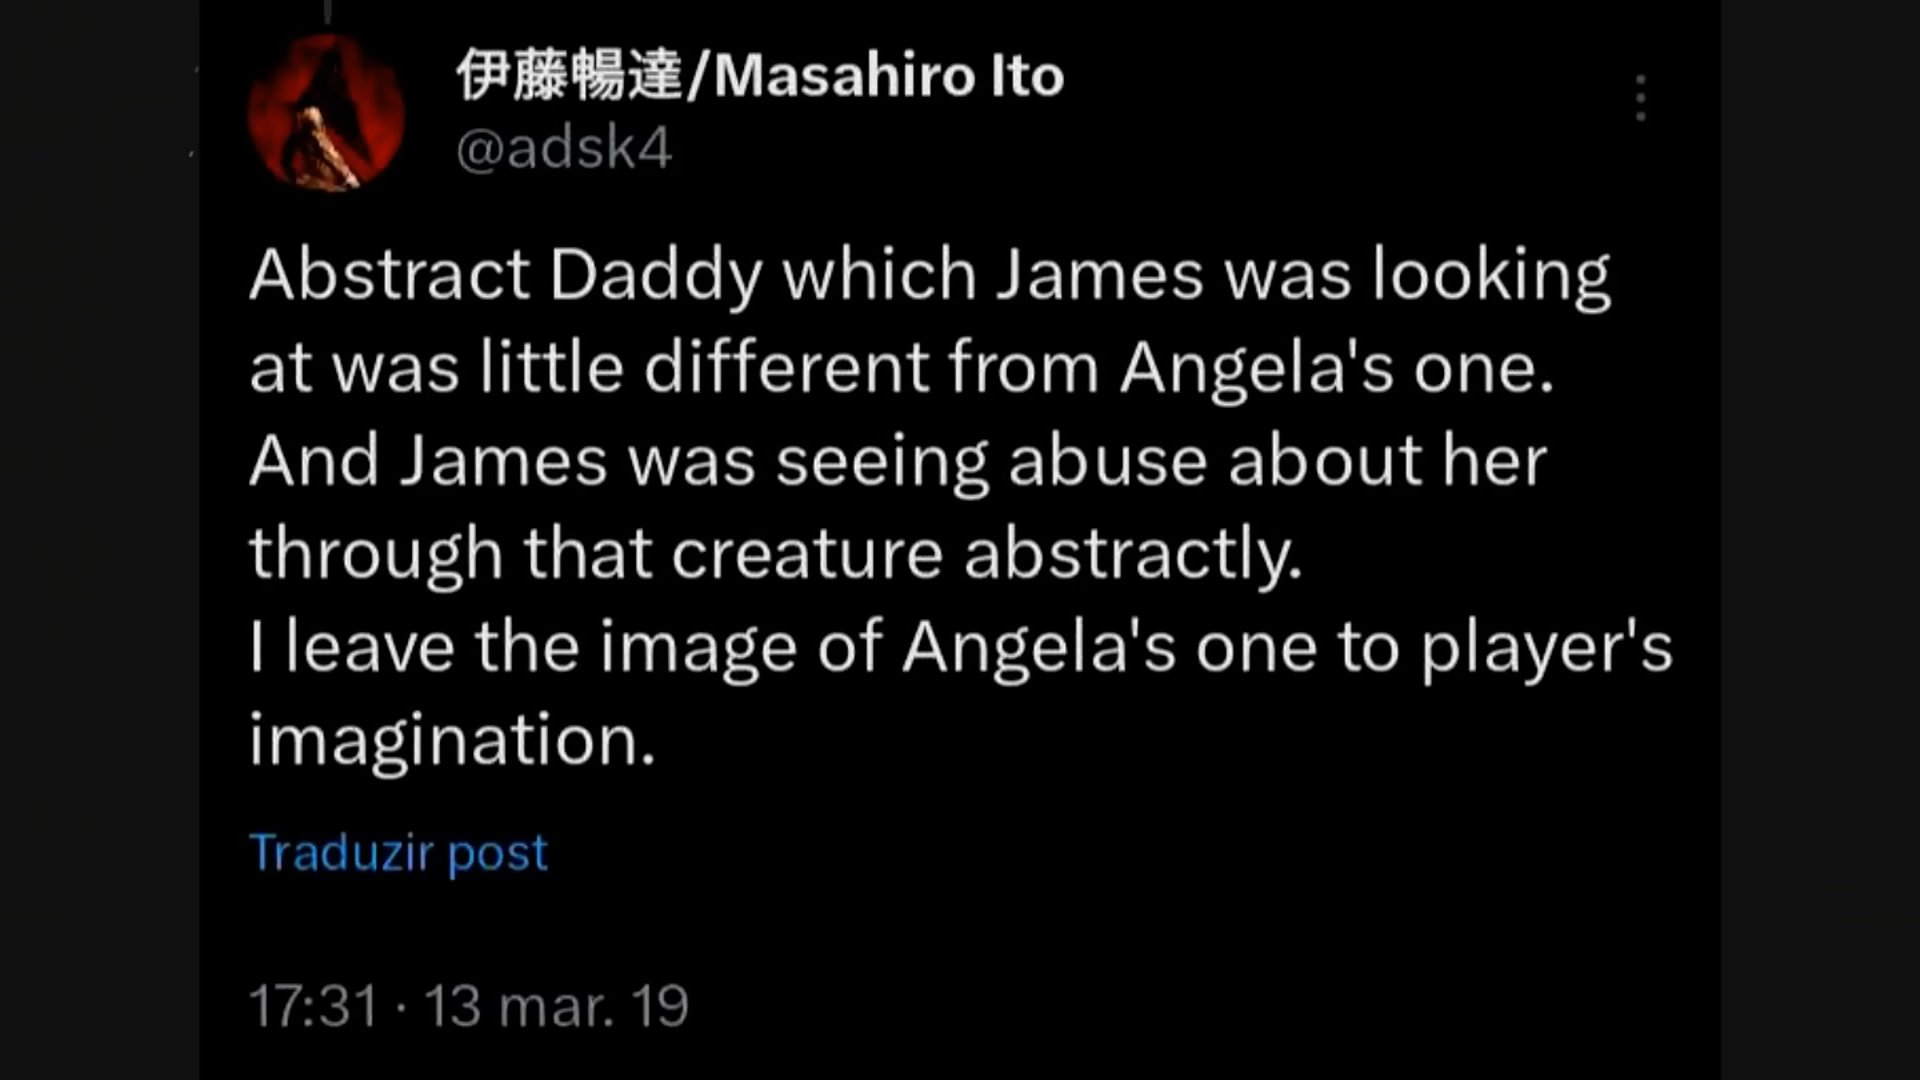 伊藤暢達/Masahiro Ito
@adsk4
Abstract Daddy which James was looking
at was little different from Angela's one.
And James was seeing abuse about her
through that creature abstractly.
I leave the image of Angela's one to player's
imagination.
Traduzir post
17:31 · 13 mar. 19